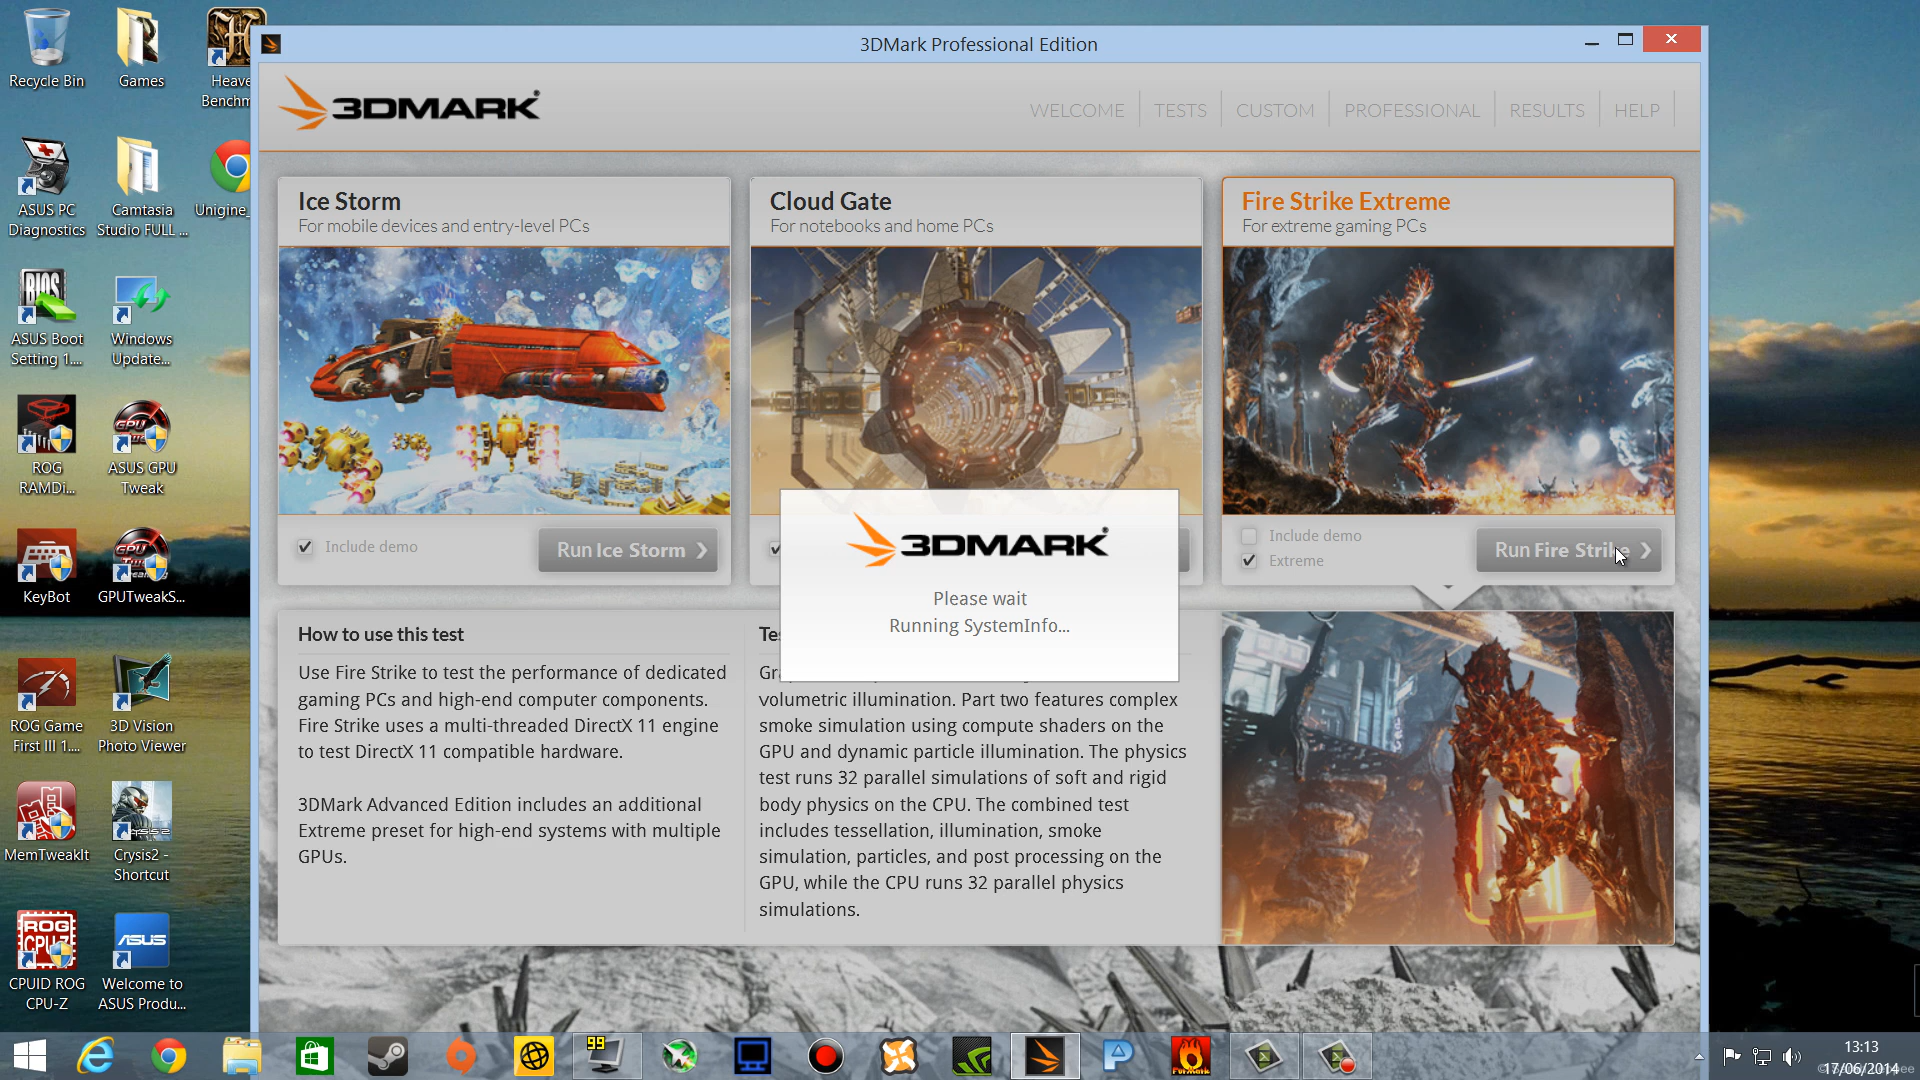 Recycle Bin
Games
Heave
Benchm
ASUS PC
Diagnostics
Camtasia
Studio FULL ...
Unigine_
BIOS
ASUS Boot
Setting 1....
Windows
Update...
ROG
RAMDi...
GPU
ASUS GPU
Tweak
KeyBot
GPU
GPUTweakS...
ROG Game
First III 1....
3D Vision
Photo Viewer
MemTweakIt
Crysis2 -
Shortcut
ROG
CPU-Z
CPUID ROG
CPU-Z
ASUS
Welcome to
ASUS Produ...
3DMark Professional Edition
3DMARK®
WELCOME
TESTS
CUSTOM
PROFESSIONAL
RESULTS
HELP
Ice Storm
For mobile devices and entry-level PCs
Include demo
Run Ice Storm
Cloud Gate
For notebooks and home PCs
Fire Strike Extreme
For extreme gaming PCs
Include demo
Extreme
Run Fire Strike
3DMARK®
Please wait
Running SystemInfo...
How to use this test
Use Fire Strike to test the performance of dedicated
gaming PCs and high-end computer components.
Fire Strike uses a multi-threaded DirectX 11 engine
to test DirectX 11 compatible hardware.
3DMark Advanced Edition includes an additional
Extreme preset for high-end systems with multiple
GPUs.
volumetric illumination. Part two features complex
smoke simulation using compute shaders on the
GPU and dynamic particle illumination. The physics
test runs 32 parallel simulations of soft and rigid
body physics on the CPU. The combined test
includes tessellation, illumination, smoke
simulation, particles, and post processing on the
GPU, while the CPU runs 32 parallel physics
simulations.
99
FurMark
13:13
17/06/2014